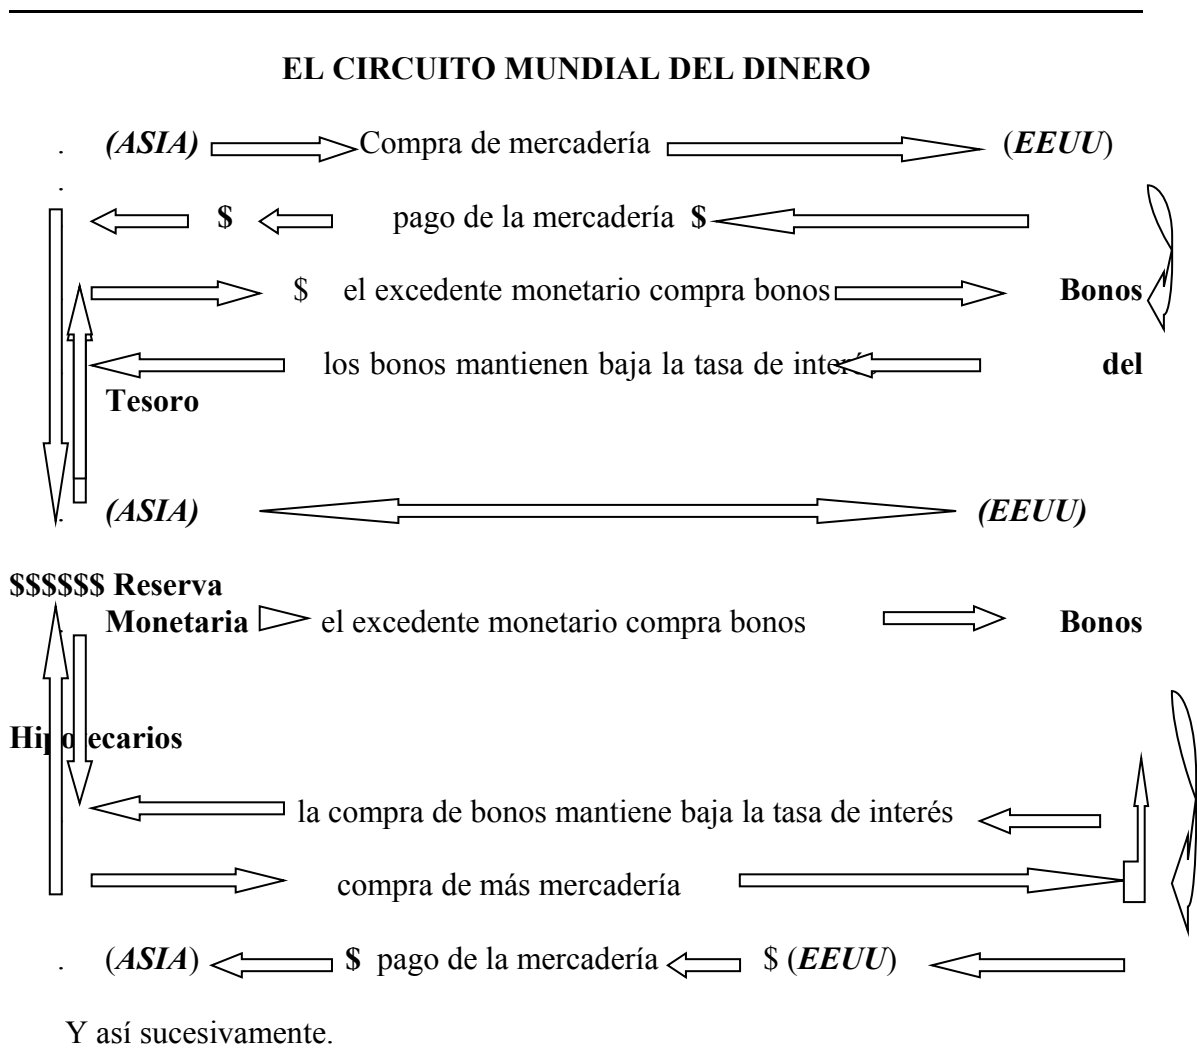 EL CIRCUITO MUNDIAL DEL DINERO
. (ASIA) Compra de mercadería (EEUU)
.
$ pago de la mercadería $
$ el excedente monetario compra bonos Bonos
los bonos mantienen baja la tasa de del
Tesoro
. (ASIA) (EEUU)
$$$$$$ Reserva
. Monetaria el excedente monetario compra bonos Bonos
Hipotecarios
la compra de bonos mantiene baja la tasa de interés
compra de más mercadería
. (ASIA) $ pago de la mercadería $ (EEUU)
Y así sucesivamente.